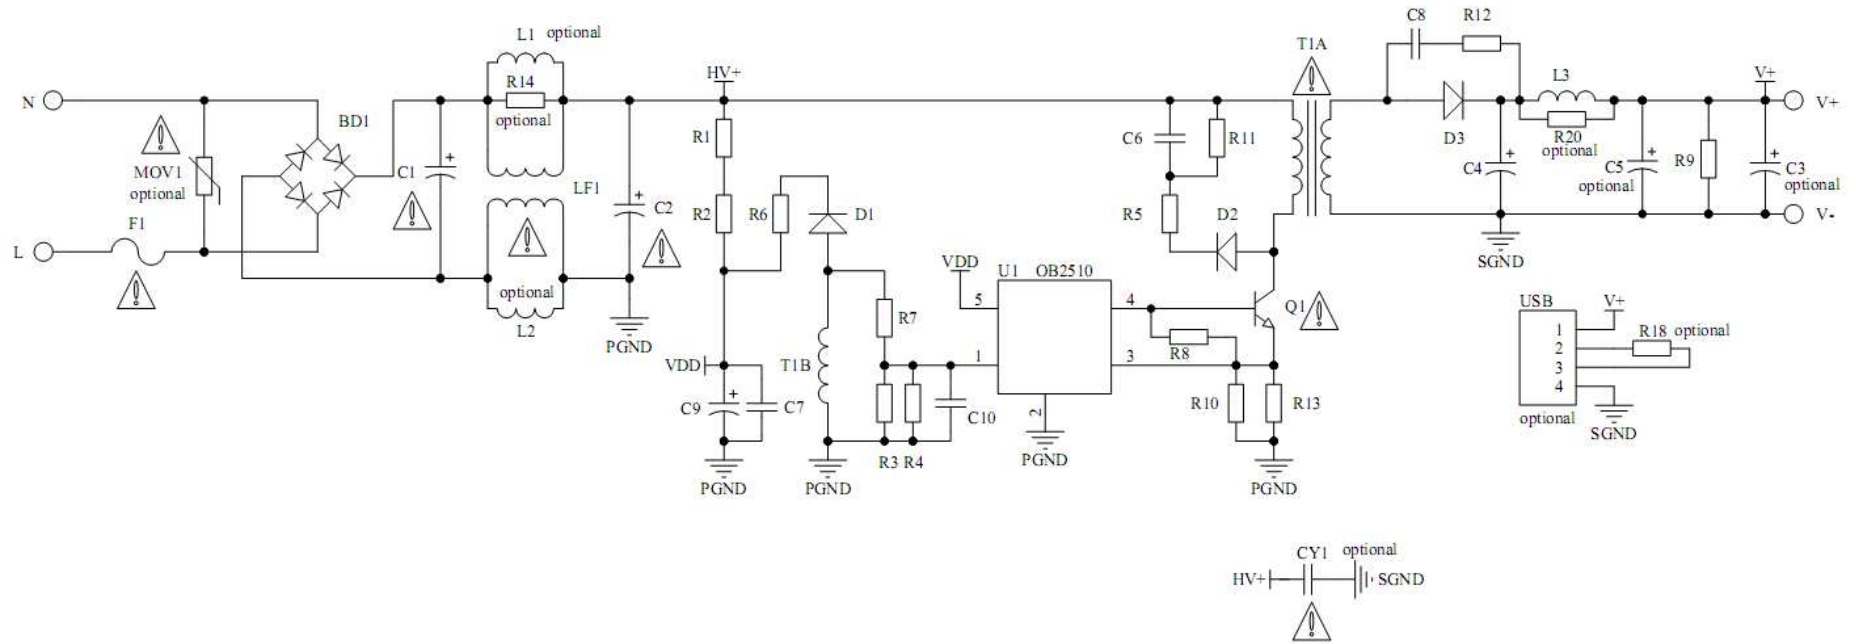 C8
R12
L1 optional
T1A
HV+
L3
V+
R14
N
V+
optional
BD1
R1
C6
R11
D3
R20
optional
MOV1
optional
C1
C4
C5
optional
R9
C3
optional
LF1
C2
R2
R6
D1
R5
D2
V-
F1
L
SGND
VDD
U1 OB2510
optional
L2
5
4
Q1
USB
V+
R7
1
R18 optional
PGND
R8
2
VDD
T1B
1
3
3
4
C9
C7
C10
2
R10
R13
optional
SGND
R3 R4
PGND
PGND
PGND
PGND
CY1 optional
HV+
SGND